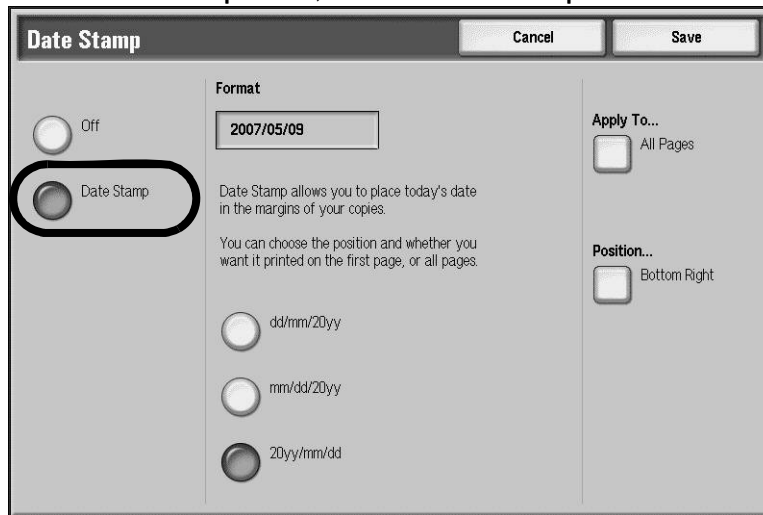 Date Stamp
Cancel
Save
Off
Date Stamp
Format
2007/05/09
Date Stamp allows you to place today's date
in the margins of your copies.
You can choose the position and whether you
want it printed on the first page, or all pages.
dd/mm/20yy
mm/dd/20yy
20yy/mm/dd
Apply To...
All Pages
Position...
Bottom Right